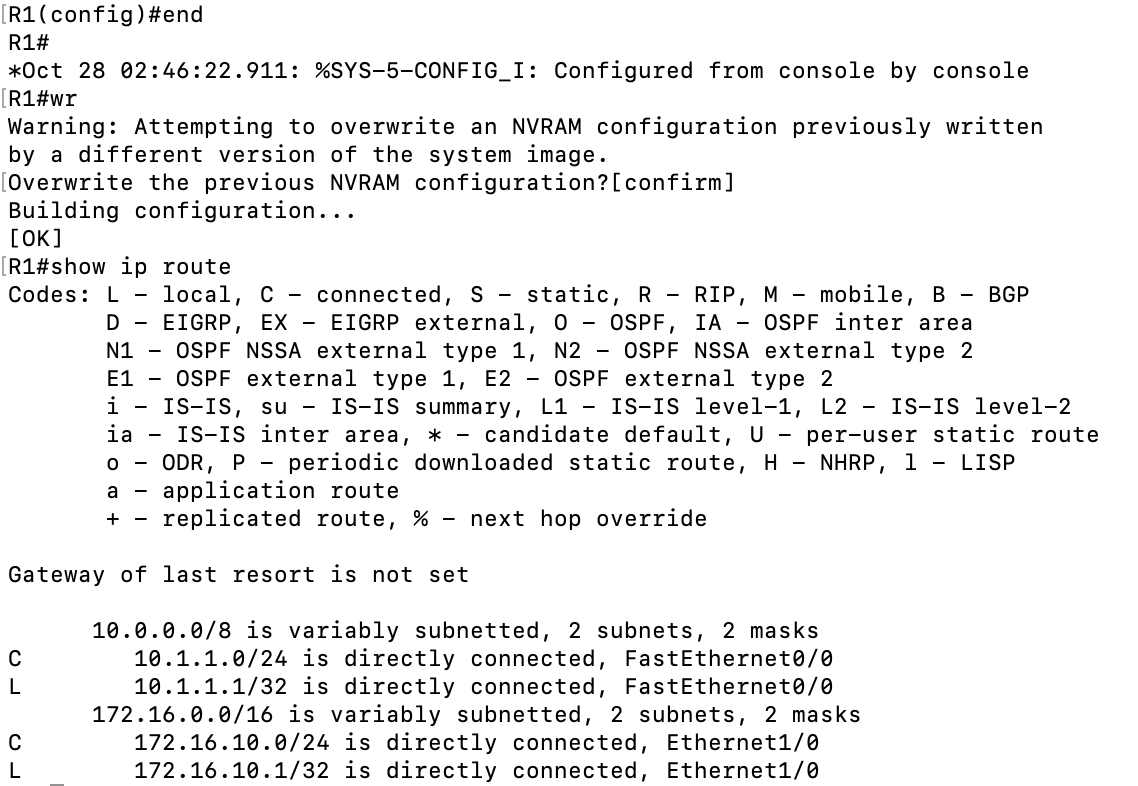 R1(config)#end
R1#
*Oct 28 02:46:22.911: %SYS-5-CONFIG_I: Configured from console by console
R1#wr
Warning: Attempting to overwrite an NVRAM configuration previously written
by a different version of the system image.
Overwrite the previous NVRAM configuration?[confirm]
Building configuration...
[OK]
R1#show ip route
Codes: L - local, C - connected, S - static, R - RIP, M - mobile, B - BGP
       D - EIGRP, EX - EIGRP external, O - OSPF, IA - OSPF inter area
       N1 - OSPF NSSA external type 1, N2 - OSPF NSSA external type 2
       E1 - OSPF external type 1, E2 - OSPF external type 2
       i - IS-IS, su - IS-IS summary, L1 - IS-IS level-1, L2 - IS-IS level-2
       ia - IS-IS inter area, * - candidate default, U - per-user static route
       o - ODR, P - periodic downloaded static route, H - NHRP, l - LISP
       a - application route
       + - replicated route, % - next hop override

Gateway of last resort is not set

      10.0.0.0/8 is variably subnetted, 2 subnets, 2 masks
C        10.1.1.0/24 is directly connected, FastEthernet0/0
L        10.1.1.1/32 is directly connected, FastEthernet0/0
      172.16.0.0/16 is variably subnetted, 2 subnets, 2 masks
C        172.16.10.0/24 is directly connected, Ethernet1/0
L        172.16.10.1/32 is directly connected, Ethernet1/0